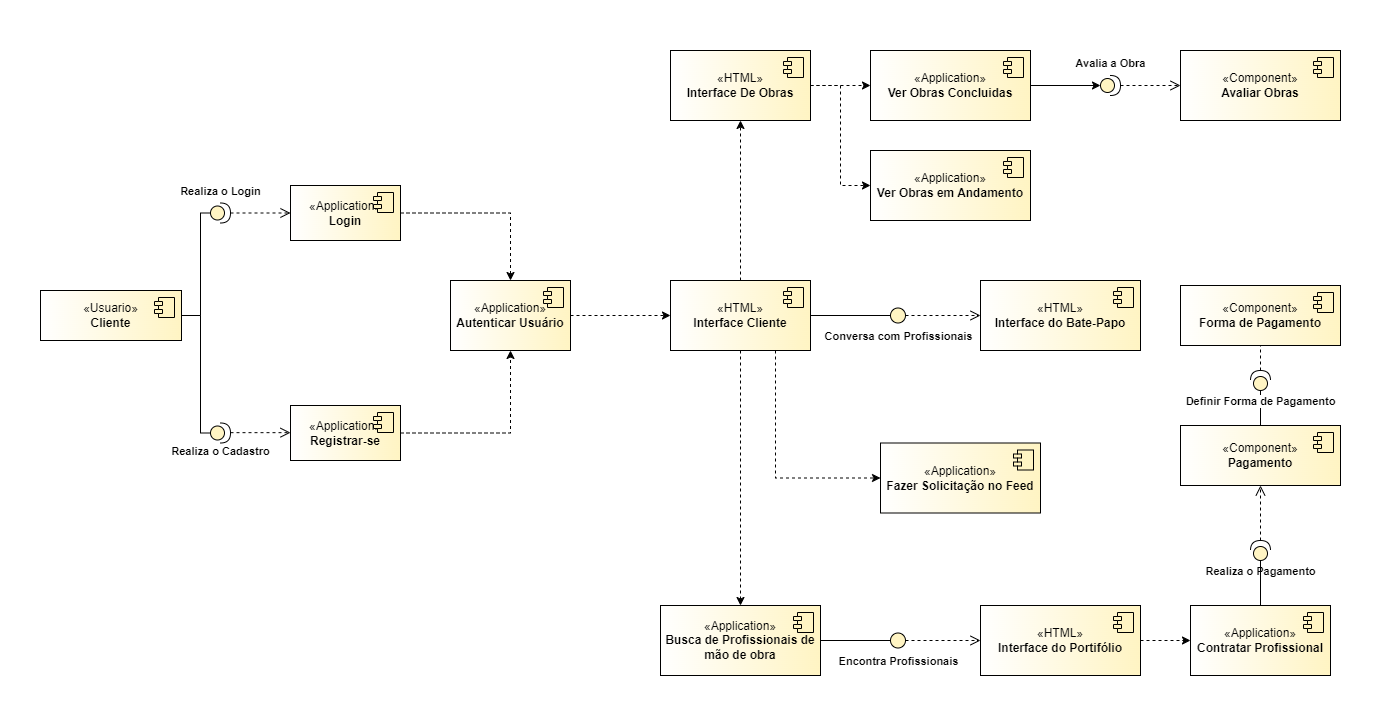 «HTML»
Interface De Obras
«Application»
Ver Obras Concluidas
Avalia a Obra
«Component»
Avaliar Obras
«Application»
Ver Obras em Andamento
Realiza o Login
«Application»
Login
«Usuario»
Cliente
«Application»
Autenticar Usuário
«HTML»
Interface Cliente
Conversa com Profissionais
«HTML»
Interface do Bate-Papo
«Component»
Forma de Pagamento
Definir Forma de Pagamento
Realiza o Cadastro
«Application»
Registrar-se
«Component»
Pagamento
«Application»
Fazer Solicitação no Feed
Realiza o Pagamento
«Application»
Busca de Profissionais de
mão de obra
Encontra Profissionais
«HTML»
Interface do Portifólio
«Application»
Contratar Profissional